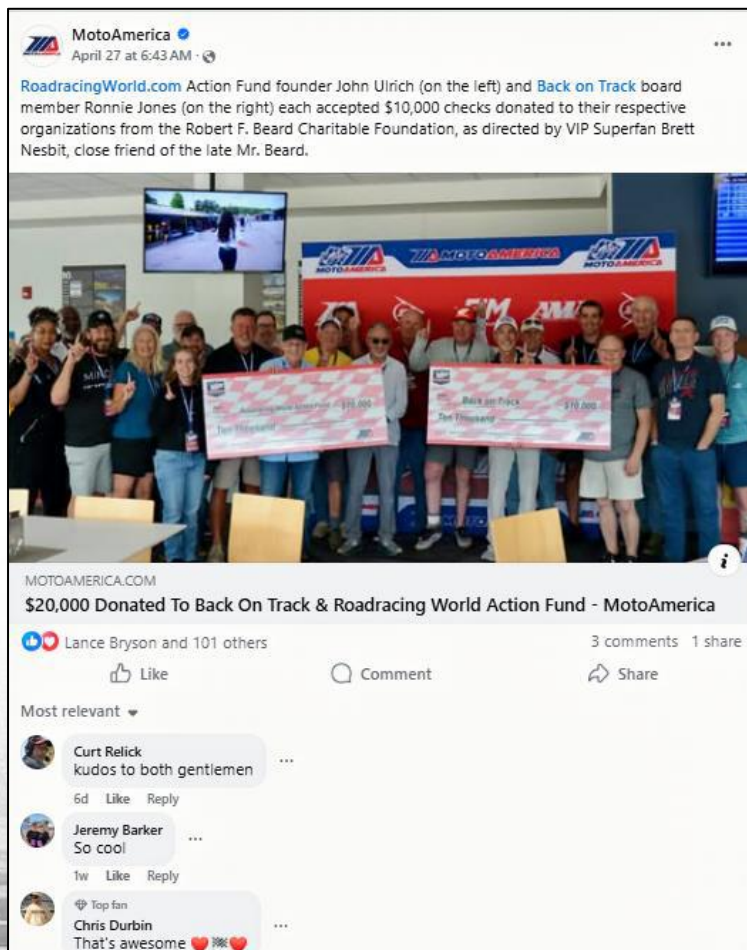 MotoAmerica
April 27 at 6:43 AM ·
RoadracingWorld.com Action Fund founder John Ulrich (on the left) and Back on Track board
member Ronnie Jones (on the right) each accepted $10,000 checks donated to their respective
organizations from the Robert F. Beard Charitable Foundation, as directed by VIP Superfan Brett
Nesbit, close friend of the late Mr. Beard.
MOTOAMERICA
MOTOAMERICA
MOTOAMERICA
AMA
$10,000
Ten Thousand
Back on Track
$10,000
Ten Thousand
MOTOAMERICA.COM
$20,000 Donated To Back On Track & Roadracing World Action Fund - MotoAmerica
Lance Bryson and 101 others
3 comments 1 share
Like
Comment
Share
Most relevant
Curt Relick
kudos to both gentlemen
6d Like Reply
Jeremy Barker
So cool
1w Like Reply
Top fan
Chris Durbin
That's awesome ❤️🏁❤️